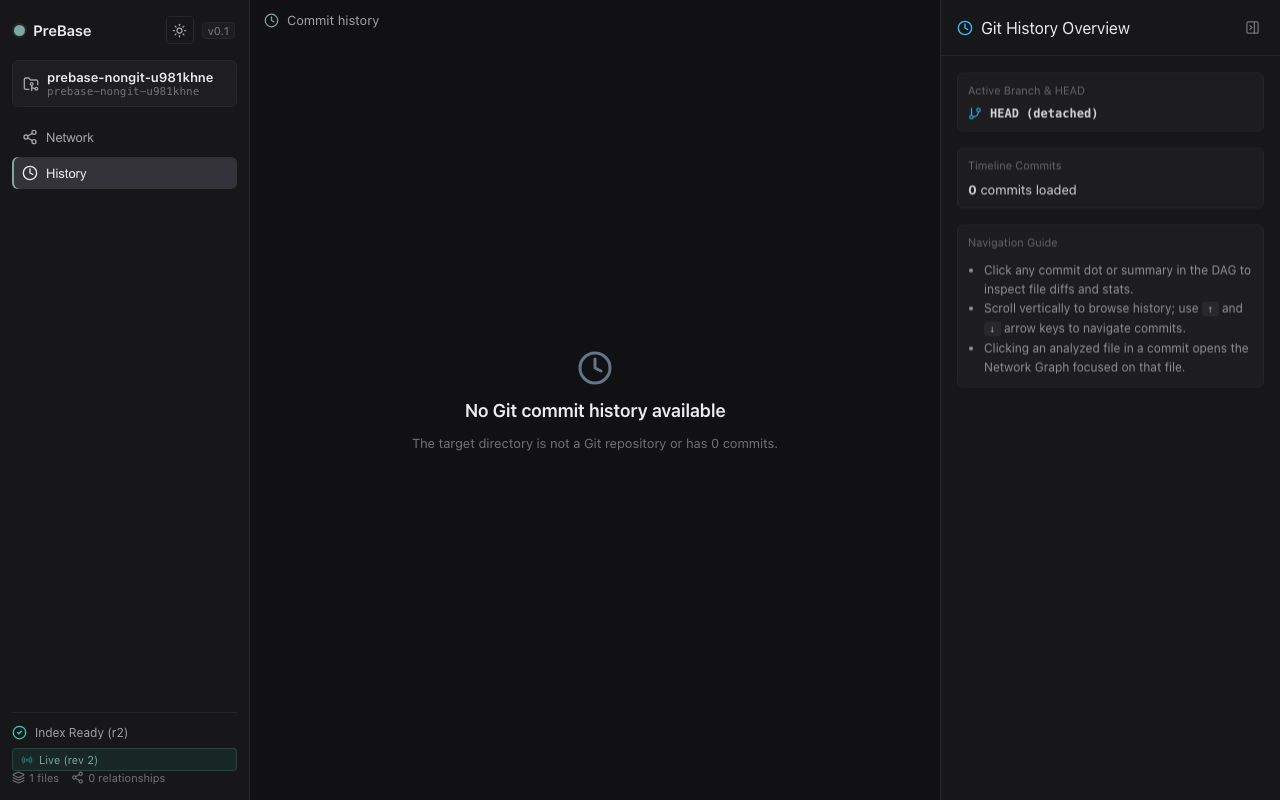 PreBase
v0.1
prebase-nongit-u981khne
prebase-nongit-u981khne
Network
History
Index Ready (r2)
Live (rev 2)
1 files
0 relationships
Commit history
No Git commit history available
The target directory is not a Git repository or has 0 commits.
Git History Overview
Active Branch & HEAD
HEAD (detached)
Timeline Commits
0 commits loaded
Navigation Guide
• Click any commit dot or summary in the DAG to
inspect file diffs and stats.
• Scroll vertically to browse history; use ↑ and
↓ arrow keys to navigate commits.
• Clicking an analyzed file in a commit opens the
Network Graph focused on that file.